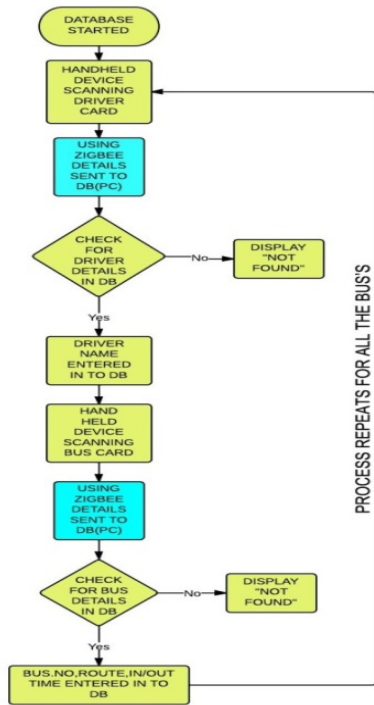 DATABASE
STARTED
HANDHELD
DEVICE
SCANNING
DRIVER
CARD
USING
ZIGBEE
DETAILS
SENT TO
DB(PC)
CHECK
FOR
DRIVER
DETAILS
IN DB
No
DISPLAY
"NOT
FOUND"
Yes
DRIVER
NAME
ENTERED
IN TO DB
HAND
HELD
DEVICE
SCANNING
BUS CARD
USING
ZIGBEE
DETAILS
SENT TO
DB(PC)
CHECK
FOR BUS
DETAILS
IN DB
No
DISPLAY
"NOT
FOUND"
Yes
BUS.NO,ROUTE,IN/OUT
TIME ENTERED IN TO
DB
PROCESS REPEATS FOR ALL THE BUS'S